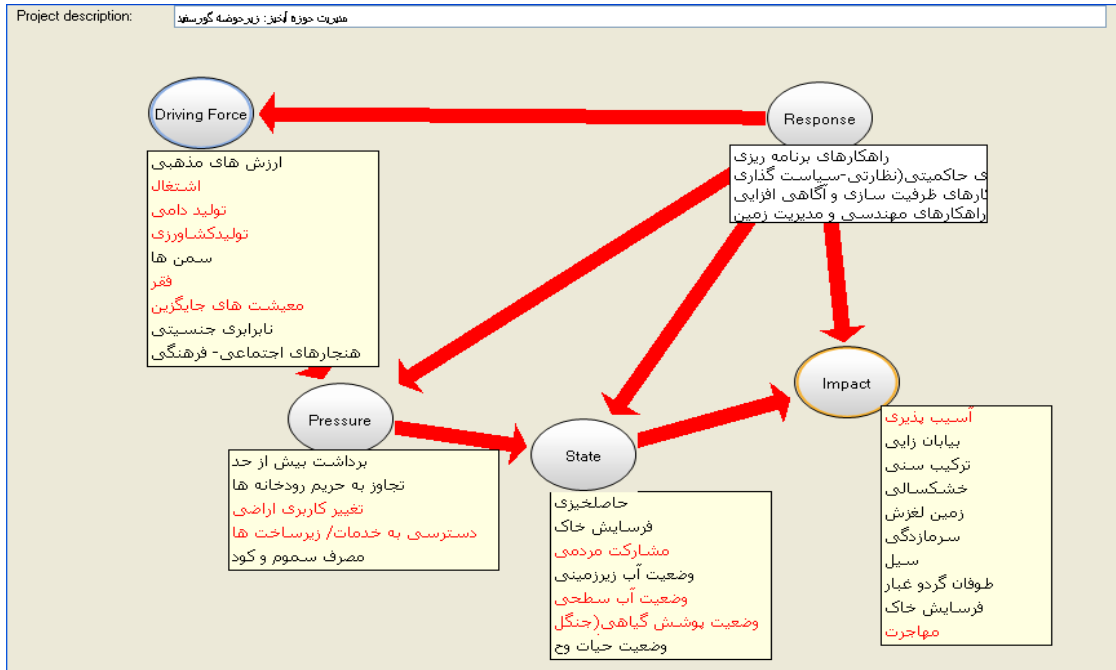 Project description:
مدیریت حوزه آبخیز: زیرحوضه گورسفید
Driving Force
ارزش های مذهبی
اشتغال
تولید دامی
تولیدکشاورزی
سمن ها
فقر
معیشت های جایگزین
نابرابری جنسیتی
هنجارهای اجتماعی- فرهنگی
Response
راهکارهای برنامه ریزی
ی حاکمیتی(نظارتی-سیاست گذاری
کارهای ظرفیت سازی و آگاهی افزایی
راهکارهای مهندسی و مدیریت زمین
Pressure
برداشت بیش از حد
تجاوز به حریم رودخانه ها
تغییر کاربری اراضی
دسترسی به خدمات/ زیرساخت ها
مصرف سموم و کود
State
حاصلخیزی
فرسایش خاک
مشارکت مردمی
وضعیت آب زیرزمینی
وضعیت آب سطحی
وضعیت پوشش گیاهی(جنگل
وضعیت حیات وح
Impact
آسیب پذیری
بیابان زایی
ترکیب سنی
خشکسالی
زمین لغزش
سرمازدگی
سیل
طوفان گردو غبار
فرسایش خاک
مهاجرت